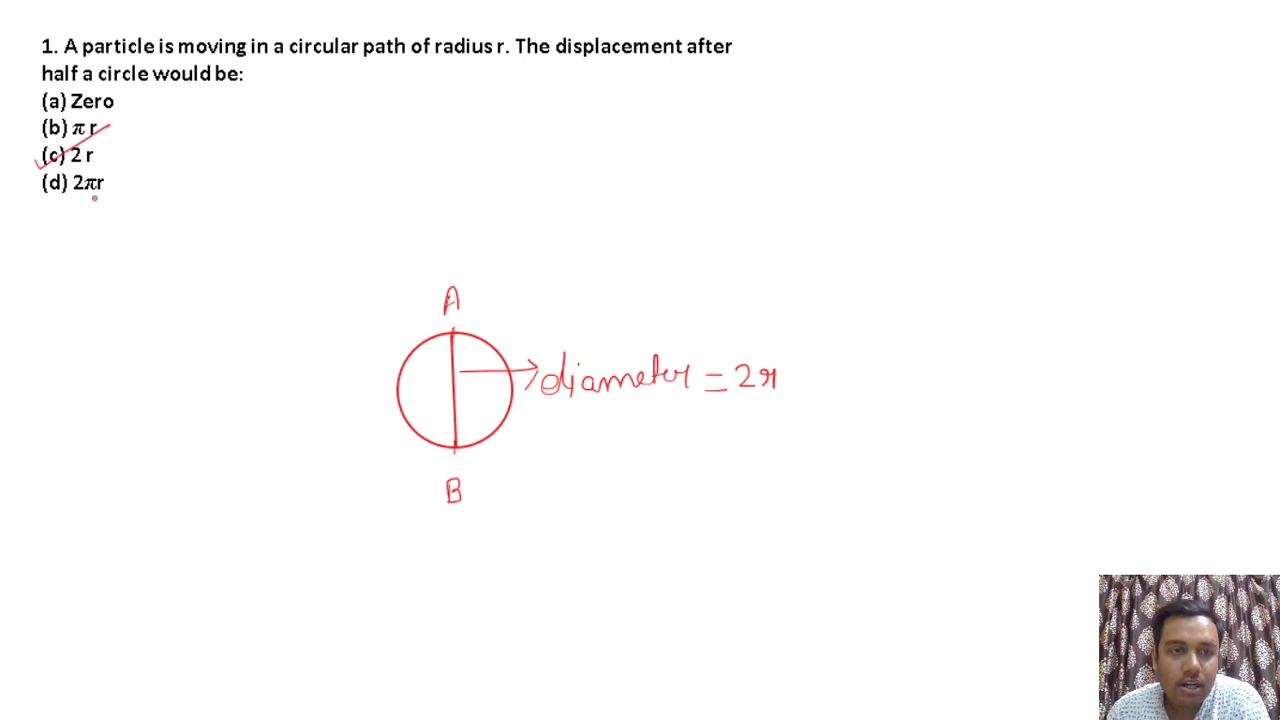 1. A particle is moving in a circular path of radius r. The displacement after
half a circle would be:
(a) Zero
(b) π r
(c) 2 r
(d) 2πr
A
diameter = 2r
B